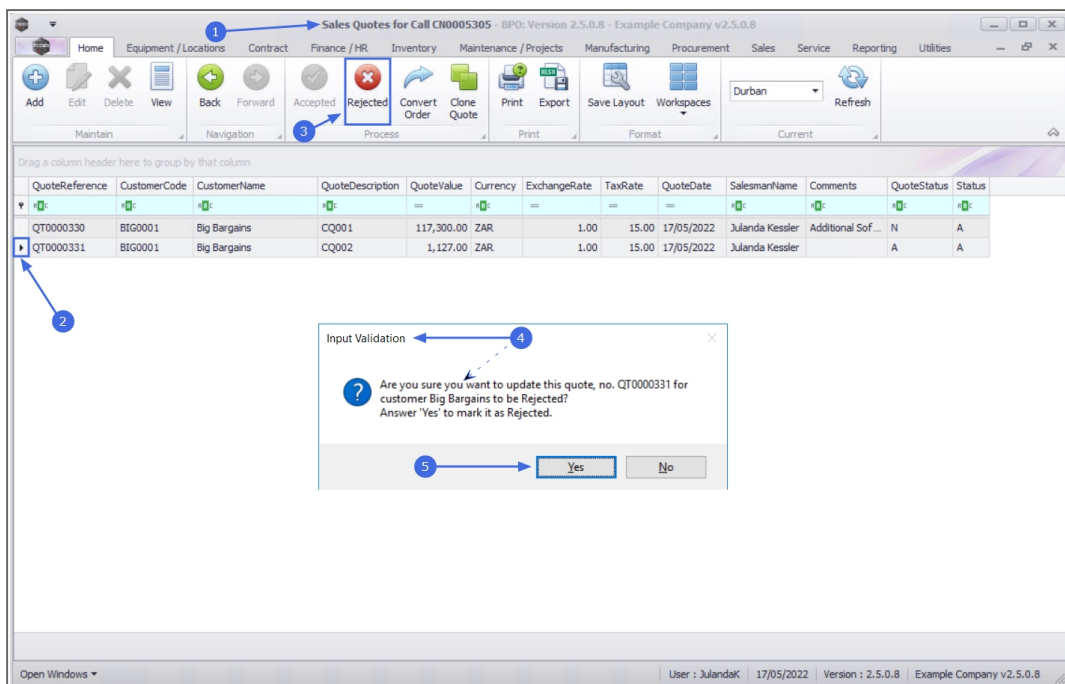 Sales Quotes for Call CN0005305 - BPO: Version 2.5.0.8 - Example Company v2.5.0.8
1
Home Equipment / Locations Contract Finance / HR Inventory Maintenance / Projects Manufacturing Procurement Sales Service Reporting Utilities
Add Edit Delete View Back Forward Accepted Rejected Convert Order Clone Quote Print Export Save Layout Workspaces Durban Refresh
3
Maintain Navigation Process Print Format Current
Drag a column header here to group by that column
QuoteReference CustomerCode CustomerName QuoteDescription QuoteValue Currency ExchangeRate TaxRate QuoteDate SalesmanName Comments QuoteStatus Status
QT0000330 BIG0001 Big Bargains CQ001 117,300.00 ZAR 1.00 15.00 17/05/2022 Julanda Kessler Additional Sof... N A
QT0000331 BIG0001 Big Bargains CQ002 1,127.00 ZAR 1.00 15.00 17/05/2022 Julanda Kessler A A
2
Input Validation
4
Are you sure you want to update this quote, no. QT0000331 for
customer Big Bargains to be Rejected?
Answer 'Yes' to mark it as Rejected.
5
Yes No
Open Windows User : JulandaK 17/05/2022 Version : 2.5.0.8 Example Company v2.5.0.8